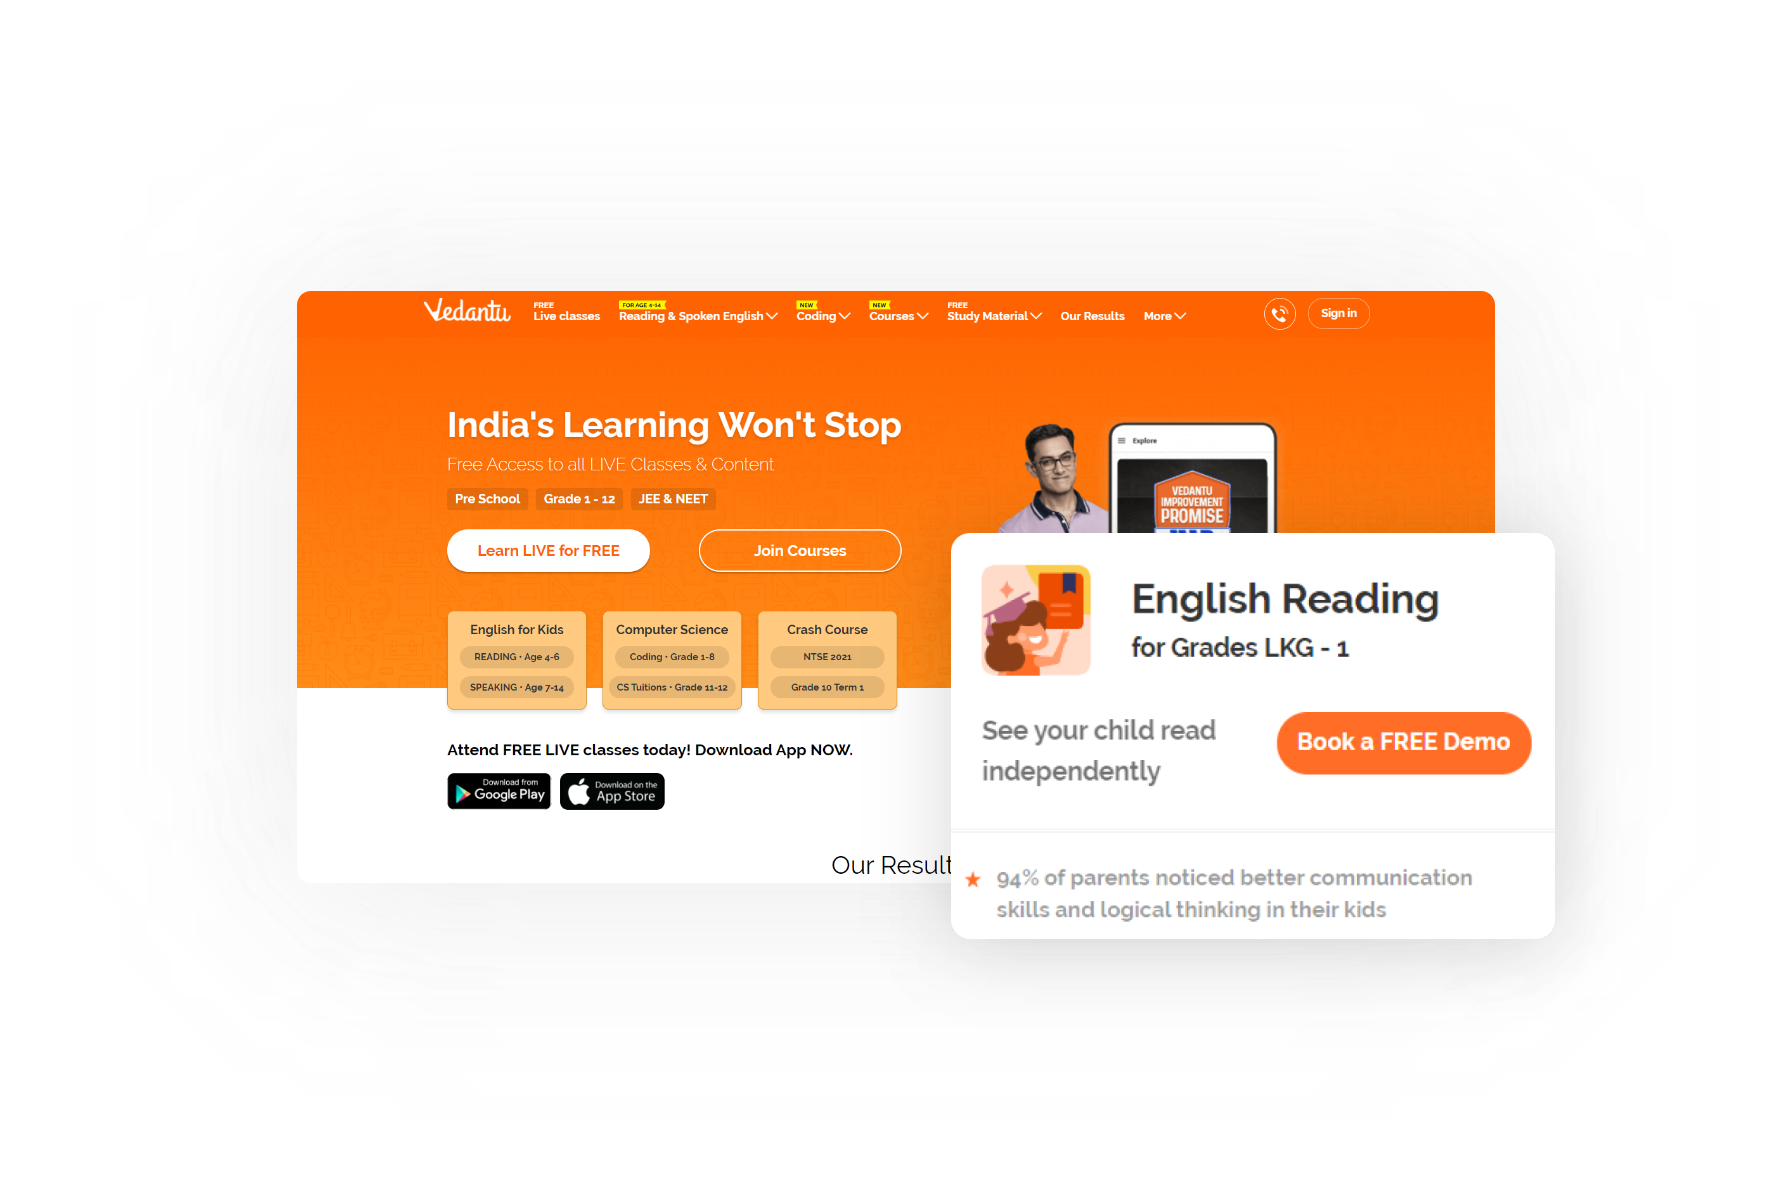 Vedantu
FREE
Live classes
FOR AGE 4-14
Reading & Spoken English
NEW
Coding
NEW
Courses
FREE
Study Material
Our Results
More
Sign in
India's Learning Won't Stop
Free Access to all LIVE Classes & Content
Pre School
Grade 1 - 12
JEE & NEET
Learn LIVE for FREE
Join Courses
Explore
VEDANTU
IMPROVEMENT
PROMISE
English for Kids
READING • Age 4-6
SPEAKING • Age 7-14
Computer Science
Coding • Grade 1-8
CS Tuitions • Grade 11-12
Crash Course
NTSE 2021
Grade 10 Term 1
Attend FREE LIVE classes today! Download App NOW.
Download from
Google Play
Download on the
App Store
Our Result
English Reading
for Grades LKG - 1
See your child read
independently
Book a FREE Demo
94% of parents noticed better communication
skills and logical thinking in their kids